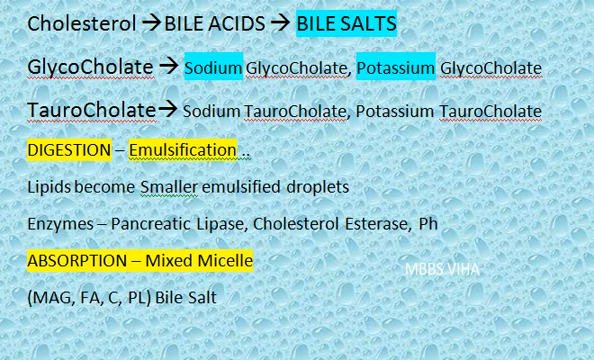 Cholesterol →BILE ACIDS → BILE SALTS
GlycoCholate → Sodium GlycoCholate, Potassium GlycoCholate
TauroCholate→ Sodium TauroCholate, Potassium TauroCholate
DIGESTION – Emulsification ..
Lipids become Smaller emulsified droplets
Enzymes – Pancreatic Lipase, Cholesterol Esterase, Ph
ABSORPTION – Mixed Micelle
MBBS VIHA
(MAG, FA, C, PL) Bile Salt